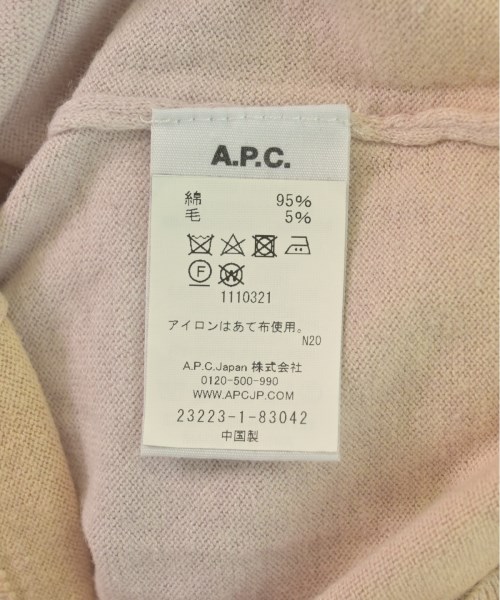 A.P.C.
綿 95%
毛 5%
F W
1110321
アイロンはあて布使用。
N20
A.P.C.Japan 株式会社
0120-500-990
WWW.APCJP.COM
23223-1-83042
中国製